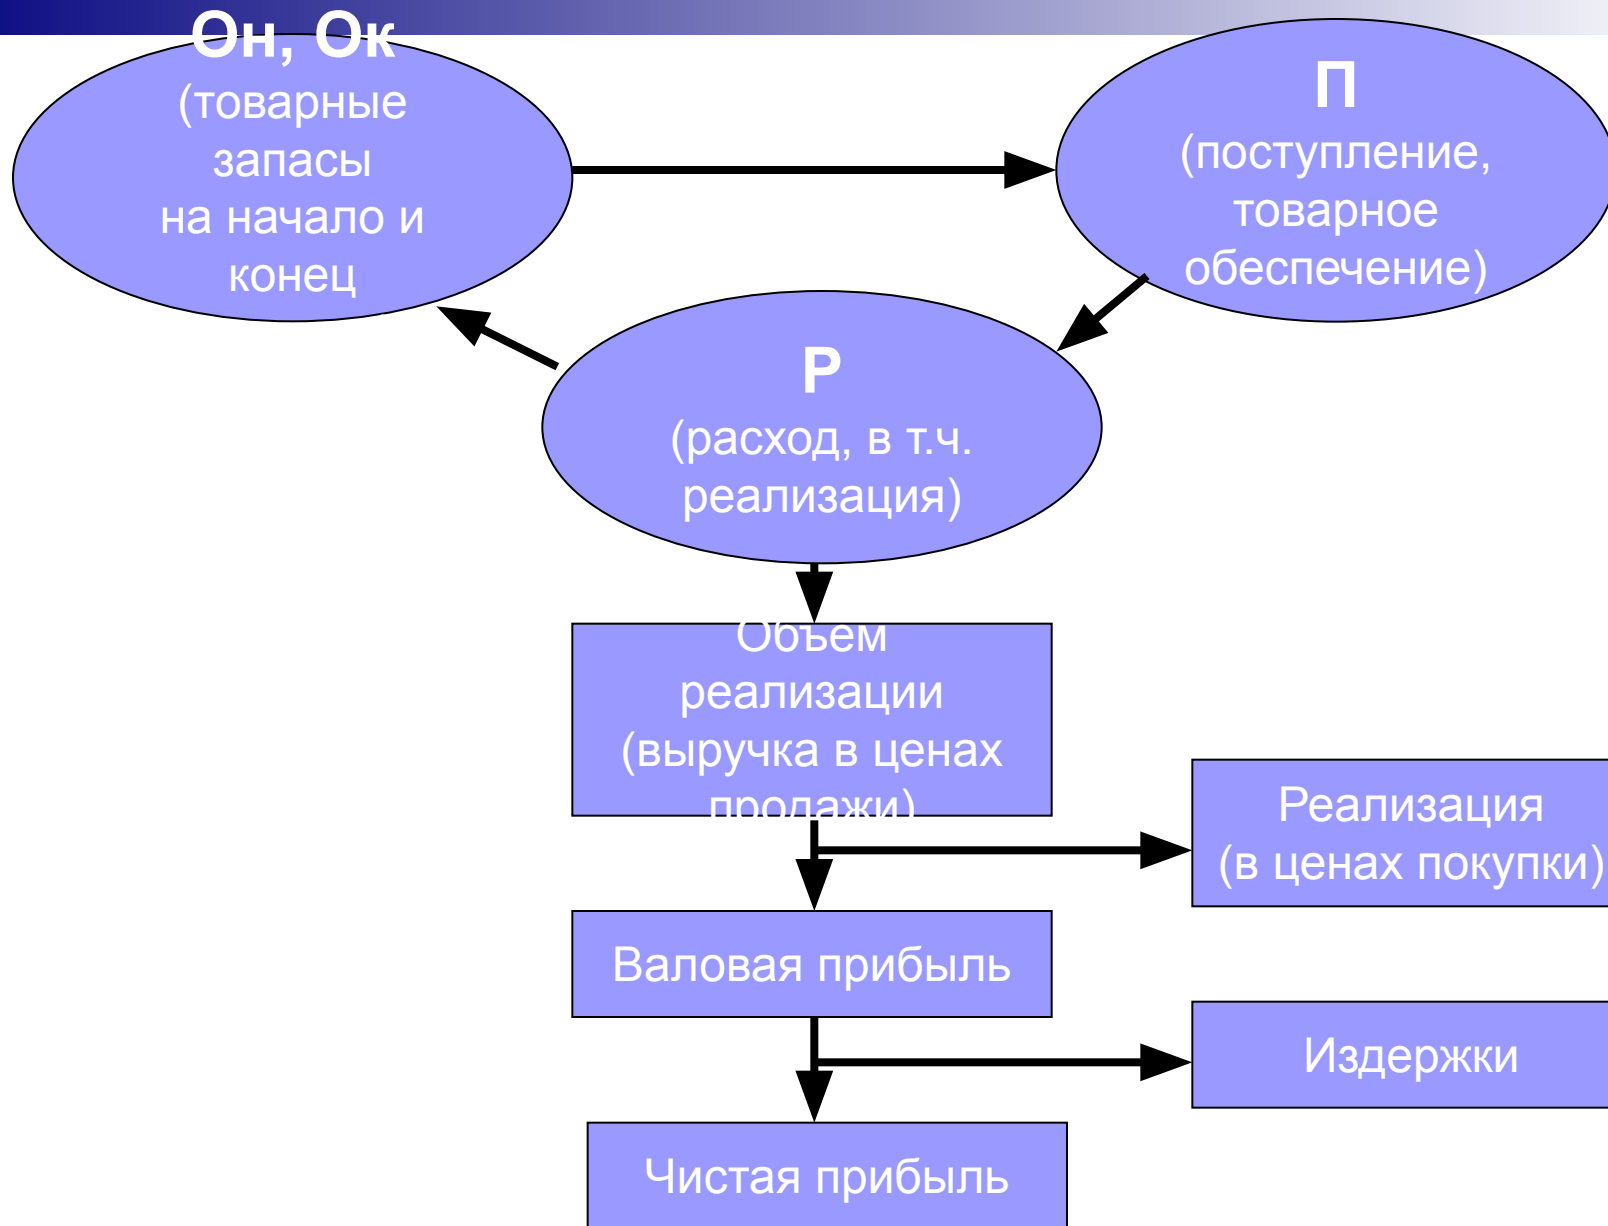 Он, Ок
(товарные
запасы
на начало и
конец
П
(поступление,
товарное
обеспечение)
Р
(расход, в т.ч.
реализация)
Объем
реализации
(выручка в ценах
продажи)
Реализация
(в ценах покупки)
Валовая прибыль
Издержки
Чистая прибыль